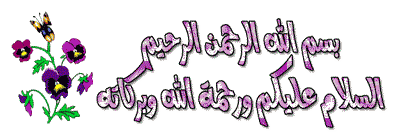 بسم الله الرحمن الرحيم
السلام عليكم ورحمة الله وبركاته